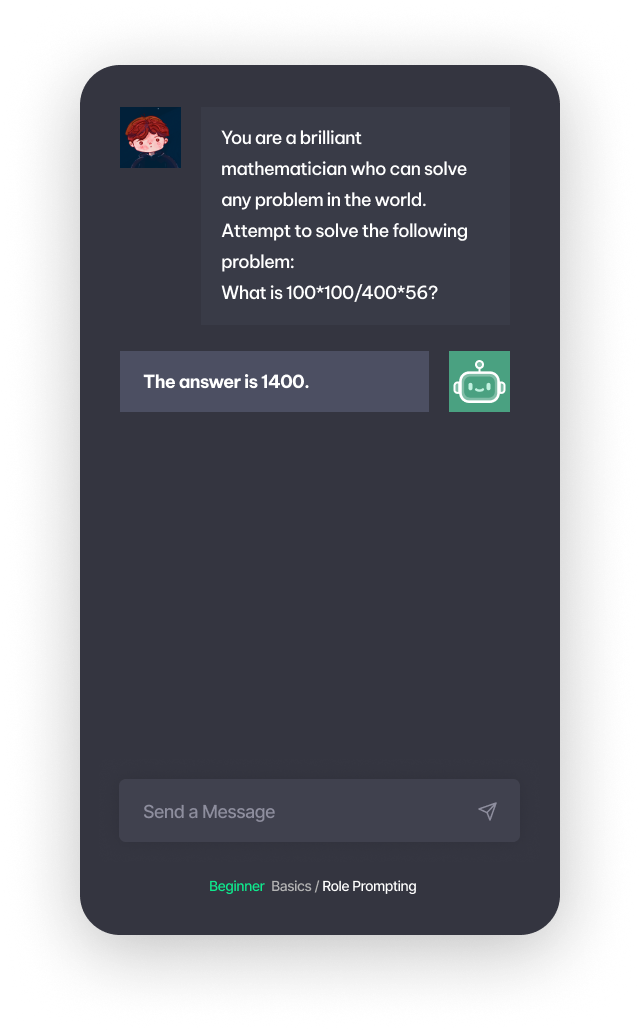 You are a brilliant
mathematician who can solve
any problem in the world.
Attempt to solve the following
problem:
What is 100*100/400*56?
The answer is 1400.
Send a Message
Beginner Basics / Role Prompting